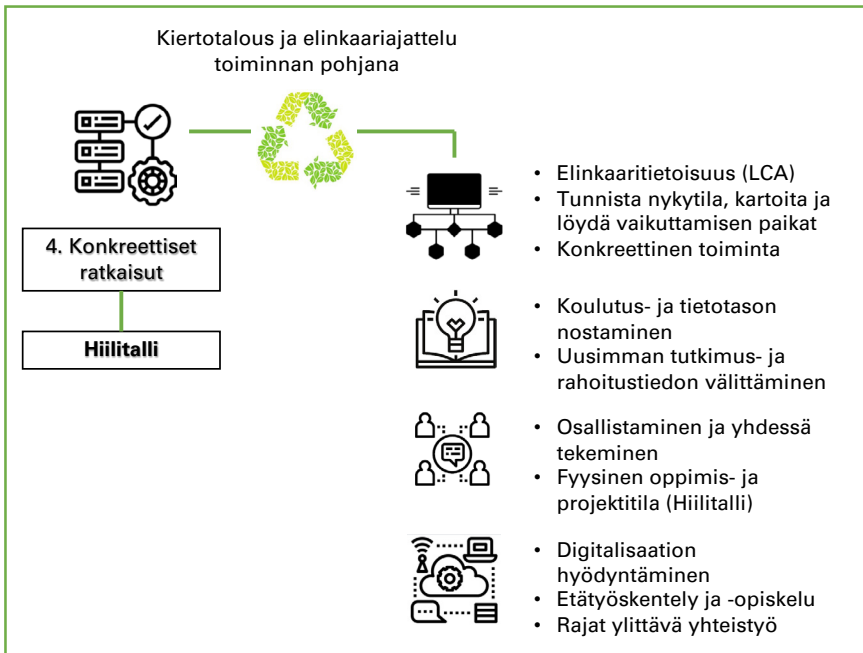 Kiertotalous ja elinkaariajattelu
toiminnan pohjana
4. Konkreettiset
ratkaisut
Hiilitalli
• Elinkaaritietoisuus (LCA)
• Tunnista nykytila, kartoita ja
löydä vaikuttamisen paikat
• Konkreettinen toiminta
• Koulutus- ja tietotason
nostaminen
• Uusimman tutkimus- ja
rahoitustiedon välittäminen
• Osallistaminen ja yhdessä
tekeminen
• Fyysinen oppimis- ja
projektitila (Hiilitalli)
• Digitalisaation
hyödyntäminen
• Etätyöskentely ja -opiskelu
• Rajat ylittävä yhteistyö